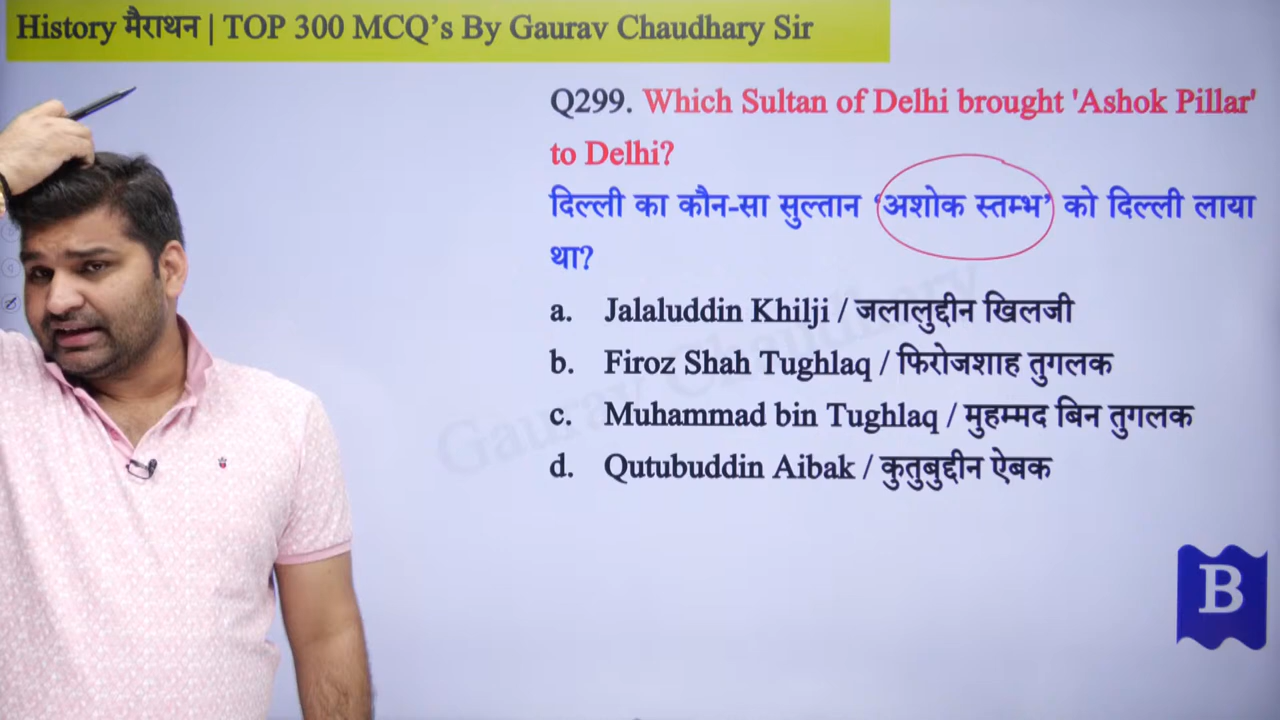 History मैराथन | TOP 300 MCQ’s By Gaurav Chaudhary Sir
Q299. Which Sultan of Delhi brought 'Ashok Pillar'
to Delhi?
दिल्ली का कौन-सा सुल्तान ‘अशोक स्तम्भ’ को दिल्ली लाया
था?
a. Jalaluddin Khilji / जलालुद्दीन खिलजी
b. Firoz Shah Tughlaq / फिरोजशाह तुगलक
c. Muhammad bin Tughlaq / मुहम्मद बिन तुगलक
d. Qutubuddin Aibak / कुतुबुद्दीन ऐबक
Gaurav Chaudhary
B